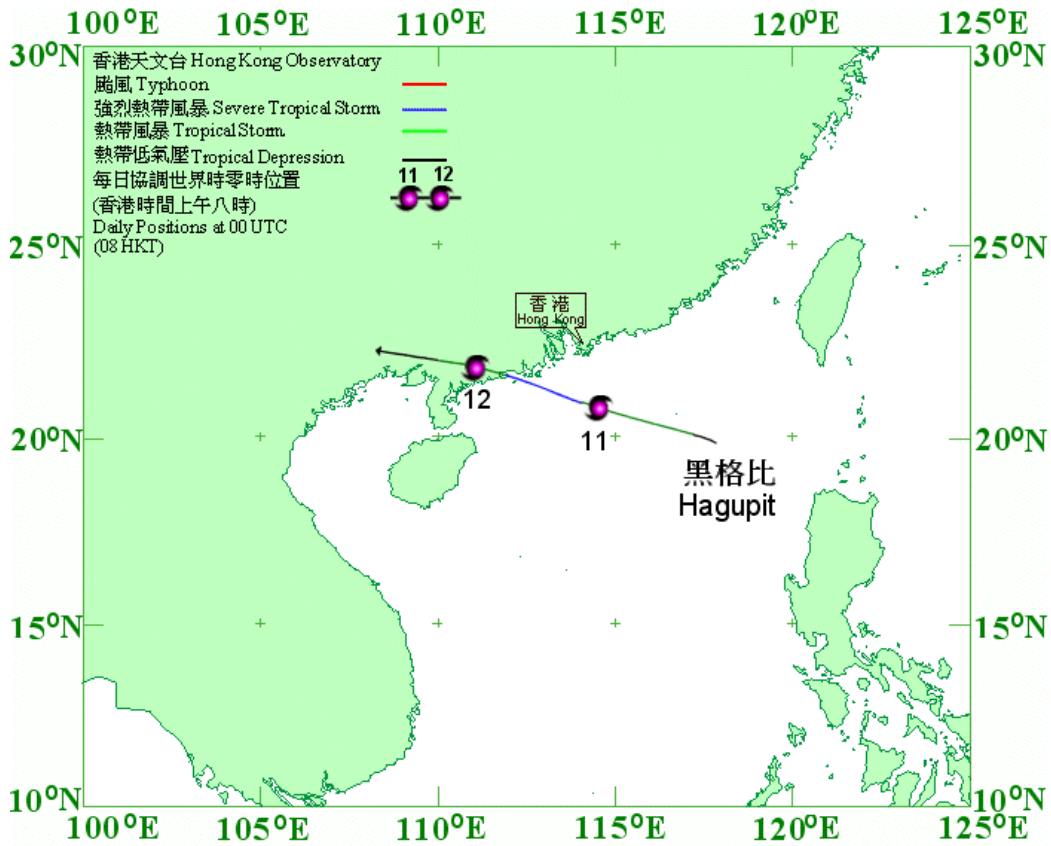 100°E 105°E 110°E 115°E 120°E 125°E
30°N 30°N
香港天文台 Hong Kong Observatory
颱風 Typhoon
強烈熱帶風暴 Severe Tropical Storm
熱帶風暴 Tropical Storm
熱帶低氣壓 Tropical Depression
每日協調世界時零時位置
11 12
(香港時間上午八時)
Daily Positions at 00 UTC
(08 HKT)
25°N 25°N
香港
Hong Kong
12
11
20°N 20°N
黑格比
Hagupit
15°N 15°N
10°N 10°N
100°E 105°E 110°E 115°E 120°E 125°E